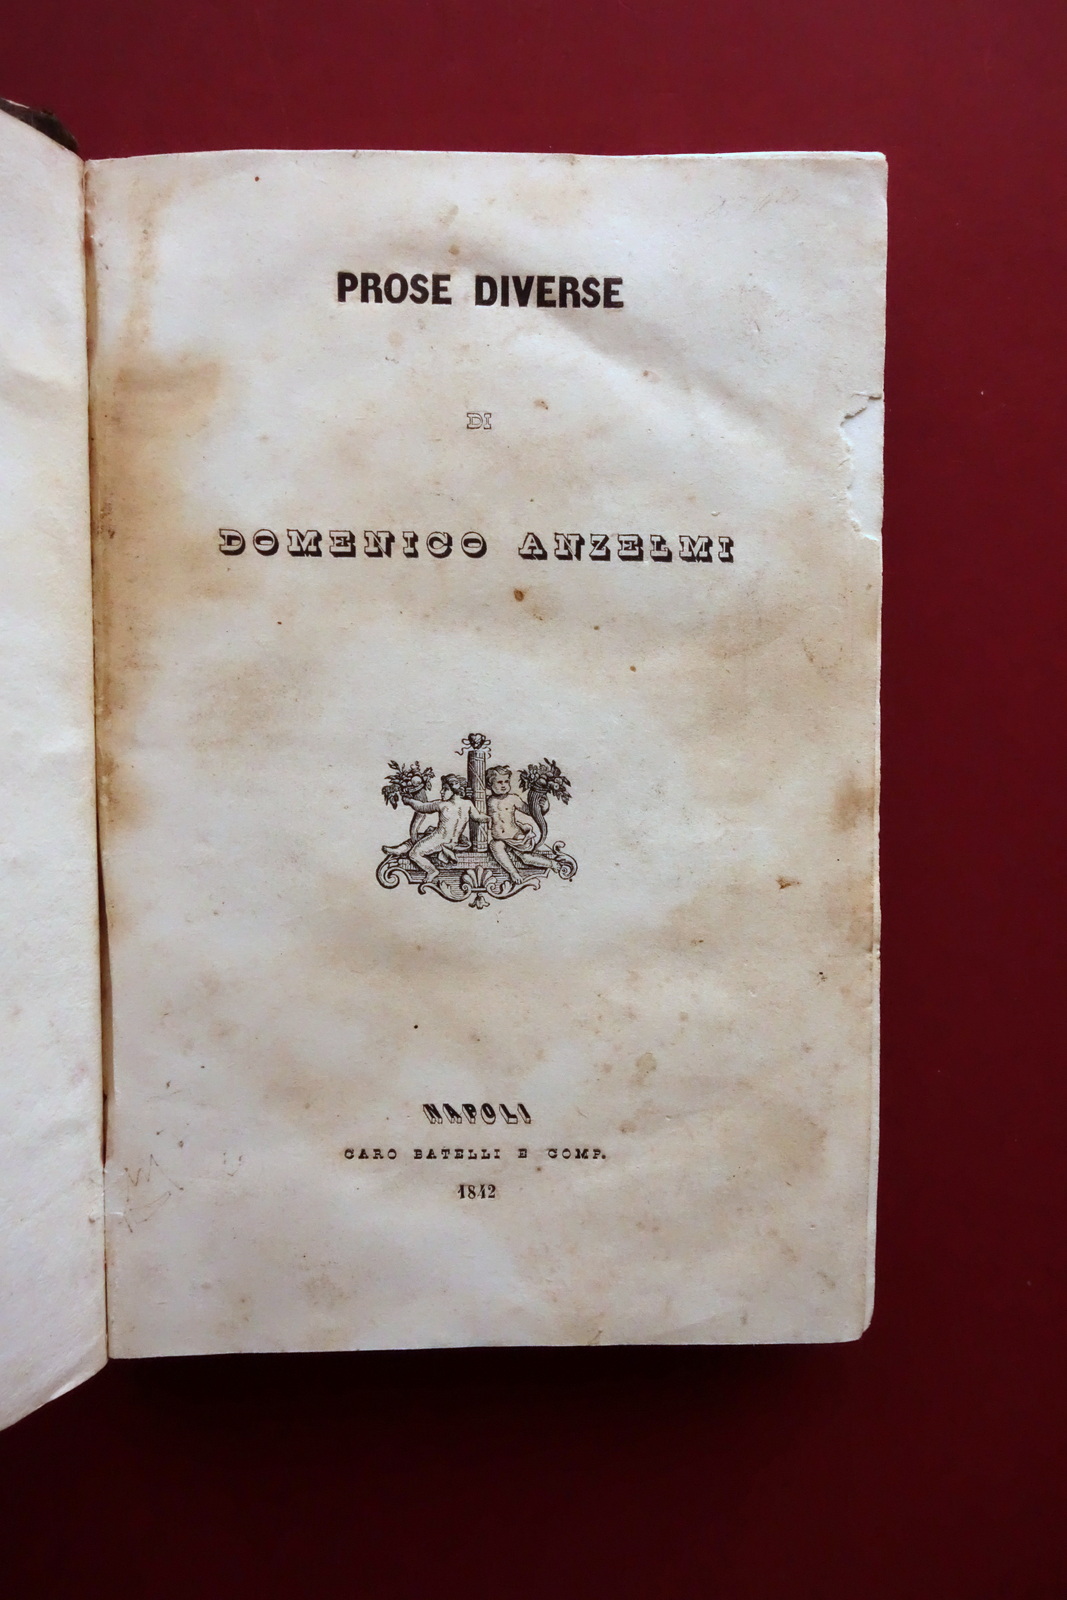 PROSE DIVERSE
DI
DOMENICO ANZELMI
NAPOLI
CARO BATELLI E COMP.
1842